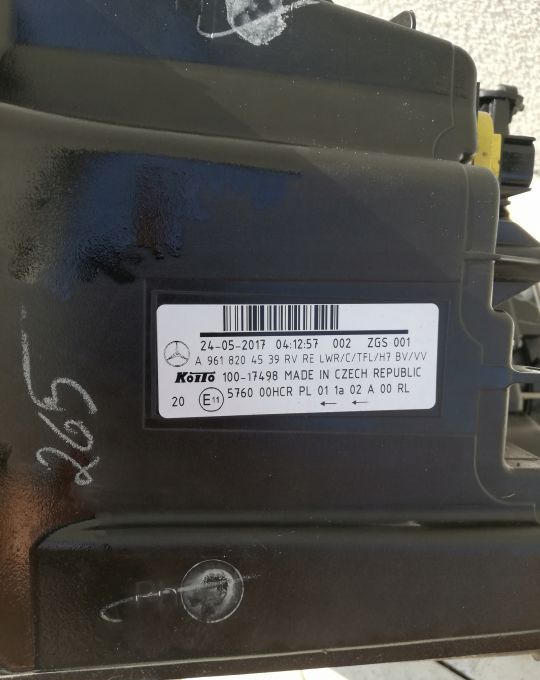 24-05-2017 04:12:57 002 ZGS 001
A 961 820 45 39 RV RE LWR/C/TFL/H7 BV/VV
KOITO 100-17498 MADE IN CZECH REPUBLIC
20 E11 5760 00HCR PL 01 1a 02 A 00 RL
265